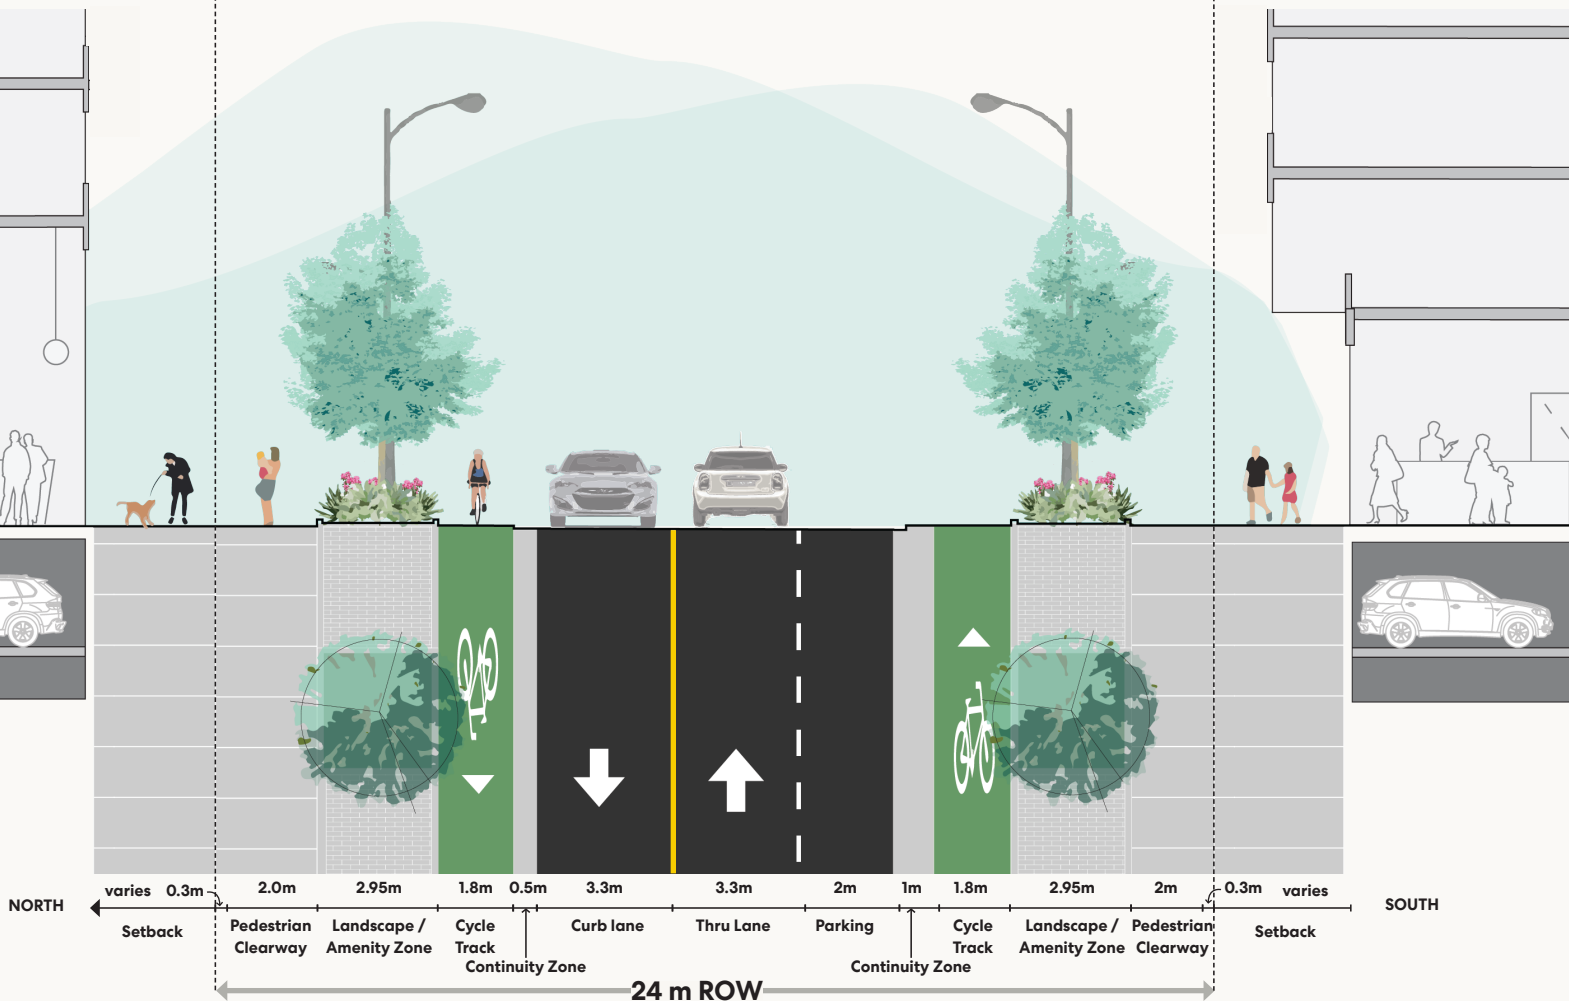 varies 0.3m 2.0m 2.95m 1.8m 0.5m 3.3m 3.3m 2m 1m 1.8m 2.95m 2m 0.3m varies
NORTH SOUTH
Setback Pedestrian Landscape / Cycle Curb lane Thru Lane Parking Cycle Landscape / Pedestrian Setback
Clearway Amenity Zone Track Track Amenity Zone Clearway
Continuity Zone Continuity Zone
24 m ROW